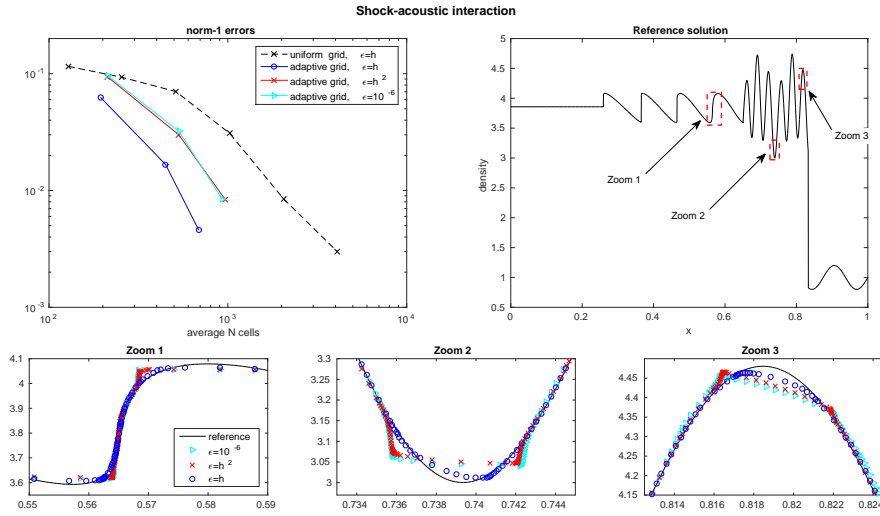 Shock-acoustic interaction
norm-1 errors
10^-1
10^-2
10^-3
10^2
10^3
10^4
average N cells
uniform grid, ϵ=h
adaptive grid, ϵ=h
adaptive grid, ϵ=h^2
adaptive grid, ϵ=10^-6
Reference solution
density
5
4.5
4
3.5
3
2.5
2
1.5
1
0.5
0
0.2
0.4
0.6
0.8
1
x
Zoom 1
Zoom 2
Zoom 3
Zoom 1
4.1
4
3.9
3.8
3.7
3.6
0.55
0.56
0.57
0.58
0.59
reference
ϵ=10^-6
ϵ=h^2
ϵ=h
Zoom 2
3.3
3.25
3.2
3.15
3.1
3.05
3
0.734
0.736
0.738
0.74
0.742
0.744
Zoom 3
4.45
4.4
4.35
4.3
4.25
4.2
4.15
0.814
0.816
0.818
0.82
0.822
0.824